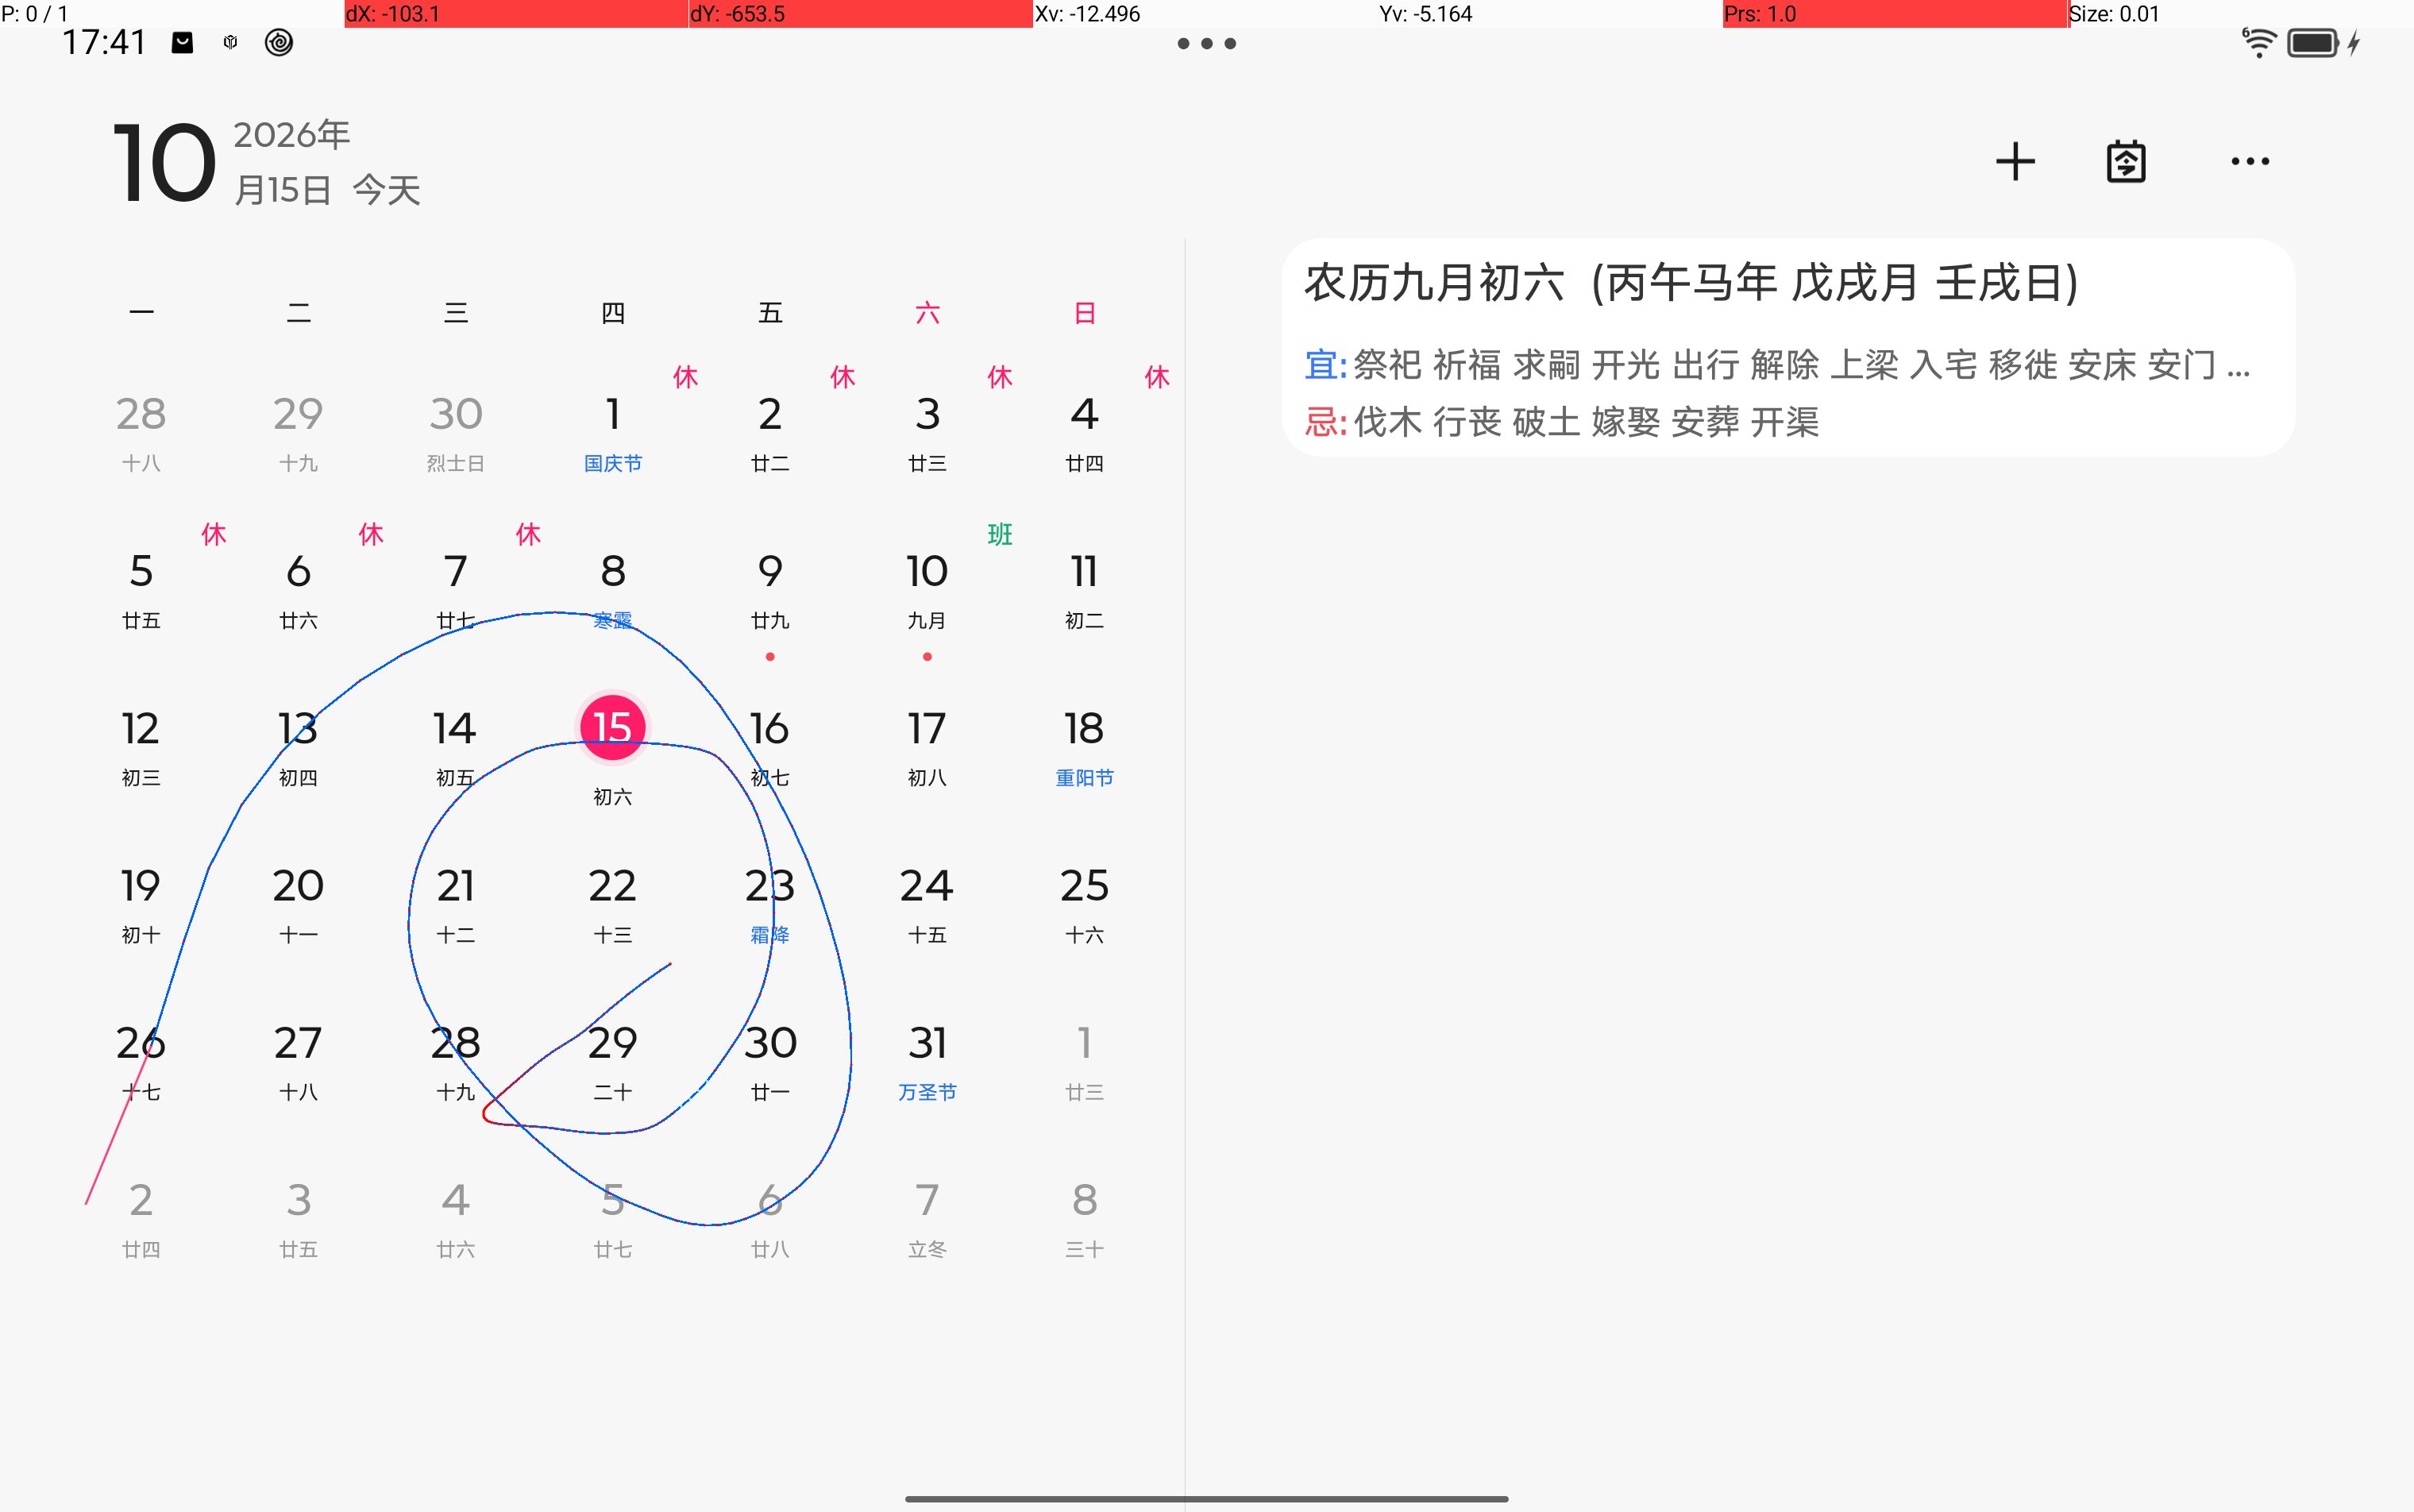 P: 0 / 1 dX: -103.1 dY: -653.5 Xv: -12.496 Yv: -5.164 Prs: 1.0 Size: 0.01
17:41 6
10 2026年
月15日 今天
一 二 三 四 五 六 日
休 休 休 休
28 29 30 1 2 3 4
十八 十九 烈士日 国庆节 廿二 廿三 廿四
休 休 休 班
5 6 7 8 9 10 11
廿五 廿六 廿七 寒露 廿九 九月 初二
12 13 14 15 16 17 18
初三 初四 初五 初六 初七 初八 重阳节
19 20 21 22 23 24 25
初十 十一 十二 十三 霜降 十五 十六
26 27 28 29 30 31 1
十七 十八 十九 二十 廿一 万圣节 廿三
2 3 4 5 6 7 8
廿四 廿五 廿六 廿七 廿八 立冬 三十
农历九月初六 (丙午马年 戊戌月 壬戌日)
宜: 祭祀 祈福 求嗣 开光 出行 解除 上梁 入宅 移徙 安床 安门 ...
忌: 伐木 行丧 破土 嫁娶 安葬 开渠